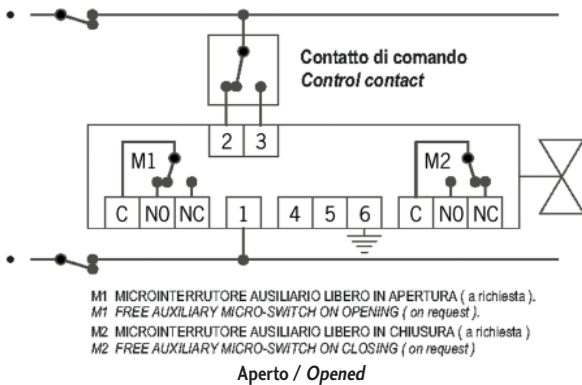 Contatto di comando
Control contact
2 3
M1 M2
C N0 NC 1 4 5 6 C N0 NC
M1 MICROINTERRUTORE AUSILIARIO LIBERO IN APERTURA ( a richiesta ).
M1 FREE AUXILIARY MICRO-SWITCH ON OPENING ( on request ).
M2 MICROINTERRUTORE AUSILIARIO LIBERO IN CHIUSURA ( a richiesta )
M2 FREE AUXILIARY MICRO-SWITCH ON CLOSING ( on request )
Aperto / Opened